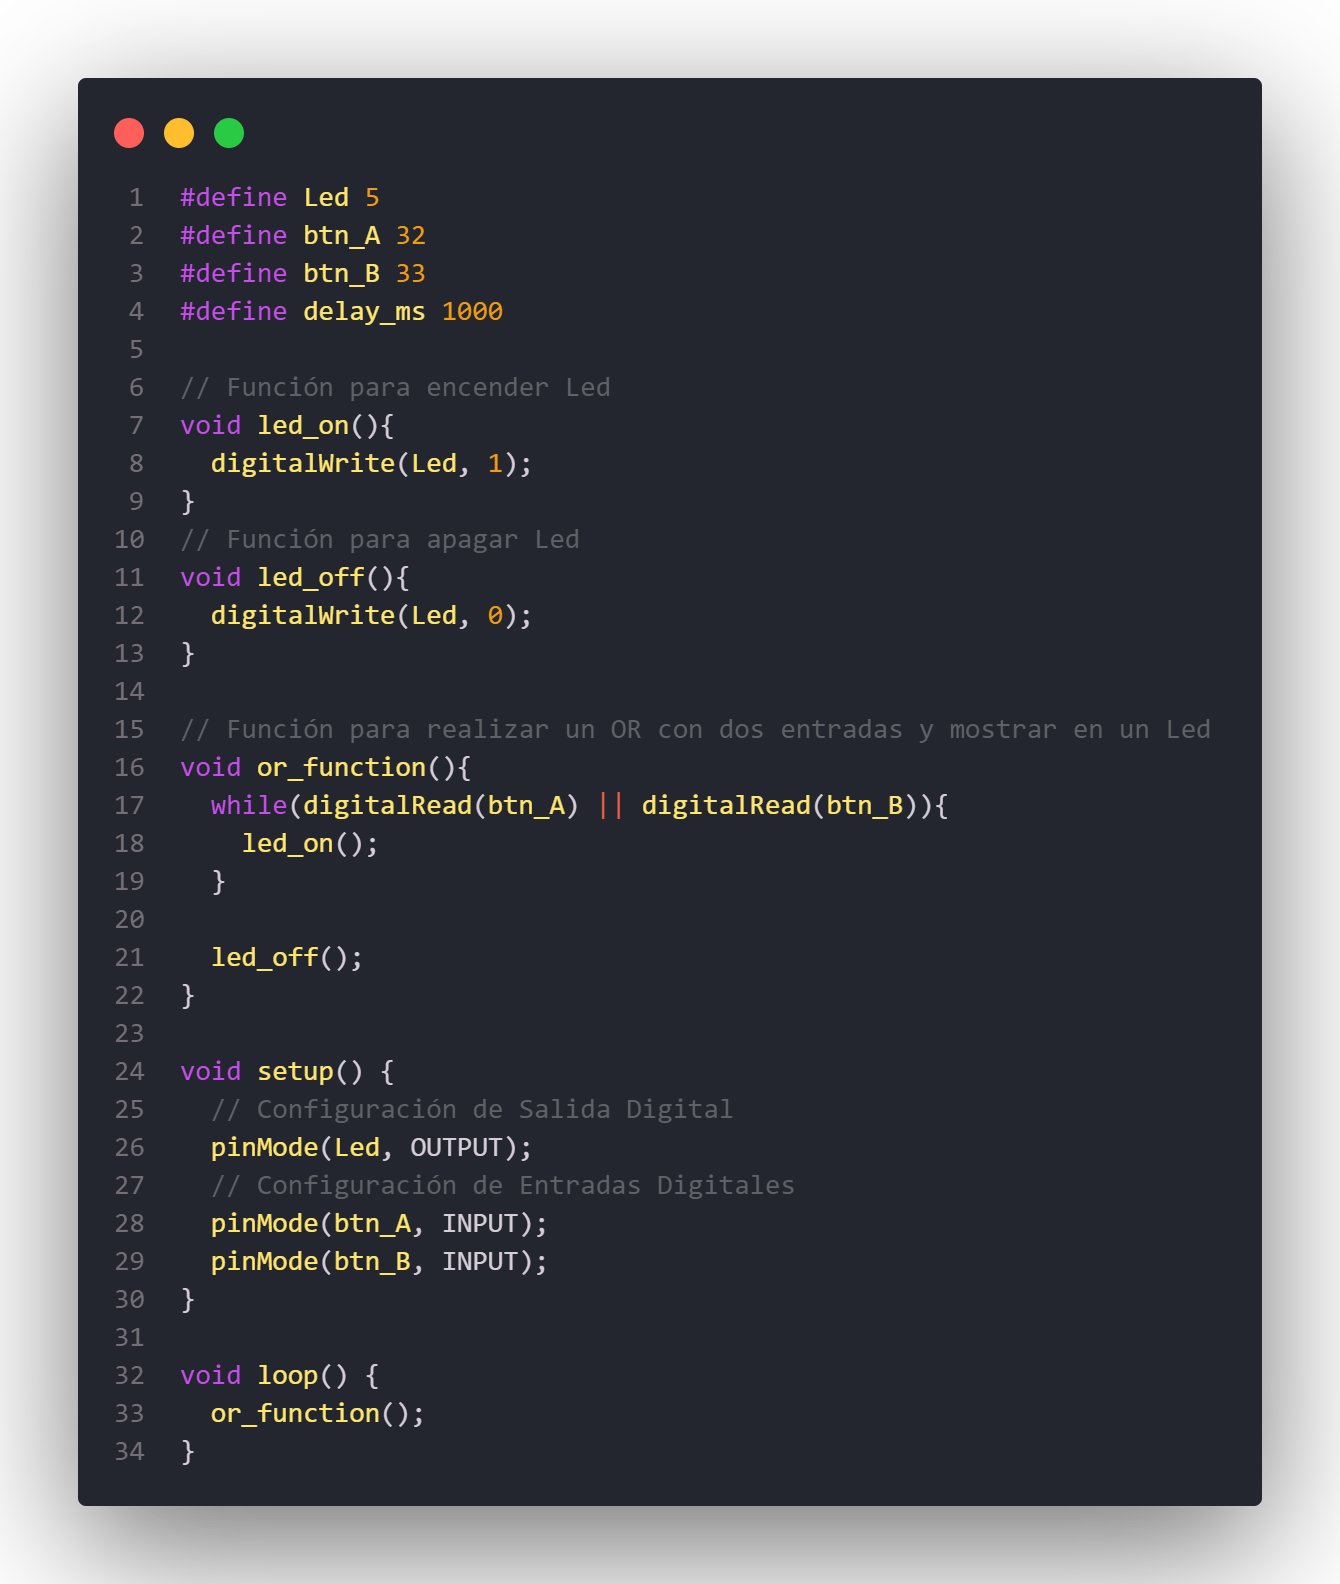 1 #define Led 5
2 #define btn_A 32
3 #define btn_B 33
4 #define delay_ms 1000
5
6 // Función para encender Led
7 void led_on(){
8   digitalWrite(Led, 1);
9 }
10 // Función para apagar Led
11 void led_off(){
12   digitalWrite(Led, 0);
13 }
14
15 // Función para realizar un OR con dos entradas y mostrar en un Led
16 void or_function(){
17   while(digitalRead(btn_A) || digitalRead(btn_B)){
18     led_on();
19   }
20
21   led_off();
22 }
23
24 void setup() {
25   // Configuración de Salida Digital
26   pinMode(Led, OUTPUT);
27   // Configuración de Entradas Digitales
28   pinMode(btn_A, INPUT);
29   pinMode(btn_B, INPUT);
30 }
31
32 void loop() {
33   or_function();
34 }